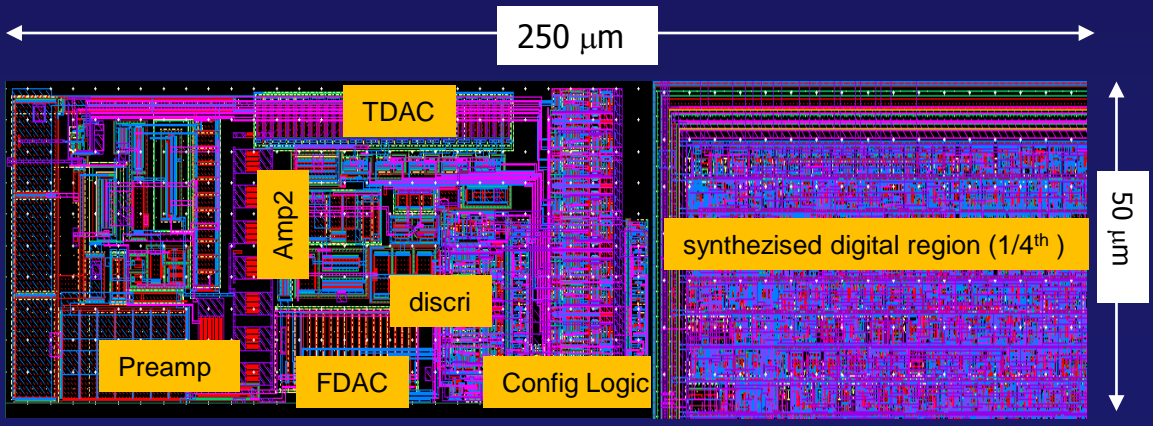 250 μm
TDAC
Amp2
50 μm
synthezised digital region (1/4th )
discri
Preamp
FDAC
Config Logic